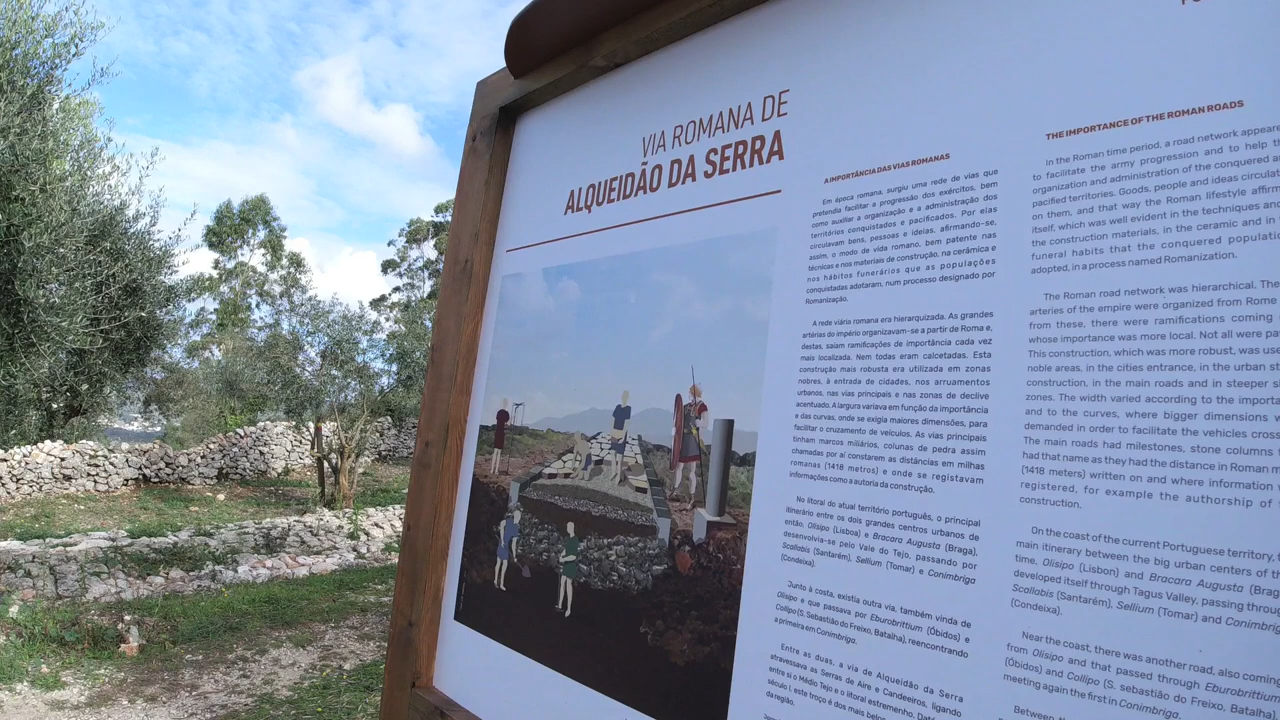 VIA ROMANA DE
ALQUEIDÃO DA SERRA
A IMPORTÂNCIA DAS VIAS ROMANAS
Em época romana, surgiu uma rede de vias que
pretendia facilitar a progressão dos exércitos, bem
como auxiliar a organização e a administração dos
territórios conquistados e pacificados. Por elas
circulavam bens, pessoas e ideias, afirmando-se,
assim, o modo de vida romano, bem patente nas
técnicas e nos materiais de construção, na cerâmica e
nos hábitos funerários que as populações
conquistadas adotaram, num processo designado por
Romanização.
A rede viária romana era hierarquizada. As grandes
artérias do império organizavam-se a partir de Roma e,
destas, saiam ramificações de importância cada vez
mais localizada. Nem todas eram calcetadas. Esta
construção mais robusta era utilizada em zonas
nobres, à entrada de cidades, nos arruamentos
urbanos, nas vias principais e nas zonas de declive
acentuado. A largura variava em função da importância
e das curvas, onde se exigia maiores dimensões, para
facilitar o cruzamento de veículos. As vias principais
tinham marcos miliários, colunas de pedra assim
chamadas por aí constarem as distâncias em milhas
romanas (1418 metros) e onde se registavam
informações como a autoria da construção.
No litoral do atual território português, o principal
itinerário entre os dois grandes centros urbanos de
então, Olisipo (Lisboa) e Bracara Augusta (Braga),
desenvolvia-se pelo Vale do Tejo, passando por
Scallabis (Santarém), Sellium (Tomar) e Conimbriga
(Condeixa).
Junto à costa, existia outra via, também vinda de
Olisipo e que passava por Eburobrittium (Óbidos) e
Collipo (S. Sebastião do Freixo, Batalha), reencontrando
a primeira em Conimbriga.
Entre as duas, a via de Alqueidão da Serra
atravessava as Serras de Aire e Candeeiros, ligando
entre si o Médio Tejo e o litoral estremenho.
século I, este troço é dos mais
da região.
THE IMPORTANCE OF THE ROMAN ROADS
In the Roman time period, a road network
to facilitate the army progression and to help
organization and administration of the conquered
pacified territories. Goods, people and ideas
on them, and that way the Roman lifestyle
itself, which was well evident in the techniques and
the construction materials, in the ceramic and in
funeral habits that the conquered
adopted, in a process named Romanization.
The Roman road network was hierarchical. The
arteries of the empire were organized from Rome
from these, there were ramifications coming
whose importance was more local. Not all were
This construction, which was more robust, was
noble areas, in the cities entrance, in the urban
construction, in the main roads and in steeper
zones. The width varied according to the
and to the curves, where bigger dimensions
demanded in order to facilitate the vehicles
The main roads had milestones, stone columns
had that name as they had the distance in Roman
(1418 meters) written on and where information
registered, for example the authorship of
construction.
On the coast of the current Portuguese territory,
main itinerary between the big urban centers of
time, Olisipo (Lisbon) and Bracara Augusta
developed itself through Tagus Valley, passing
Scallabis (Santarém), Sellium (Tomar) and
(Condeixa).
Near the coast, there was another road, also coming
from Olisipo and that passed through Eburobrittium
(Óbidos) and Collipo (S. sebastião do Freixo, Batalha),
meeting again the first in Conimbriga.